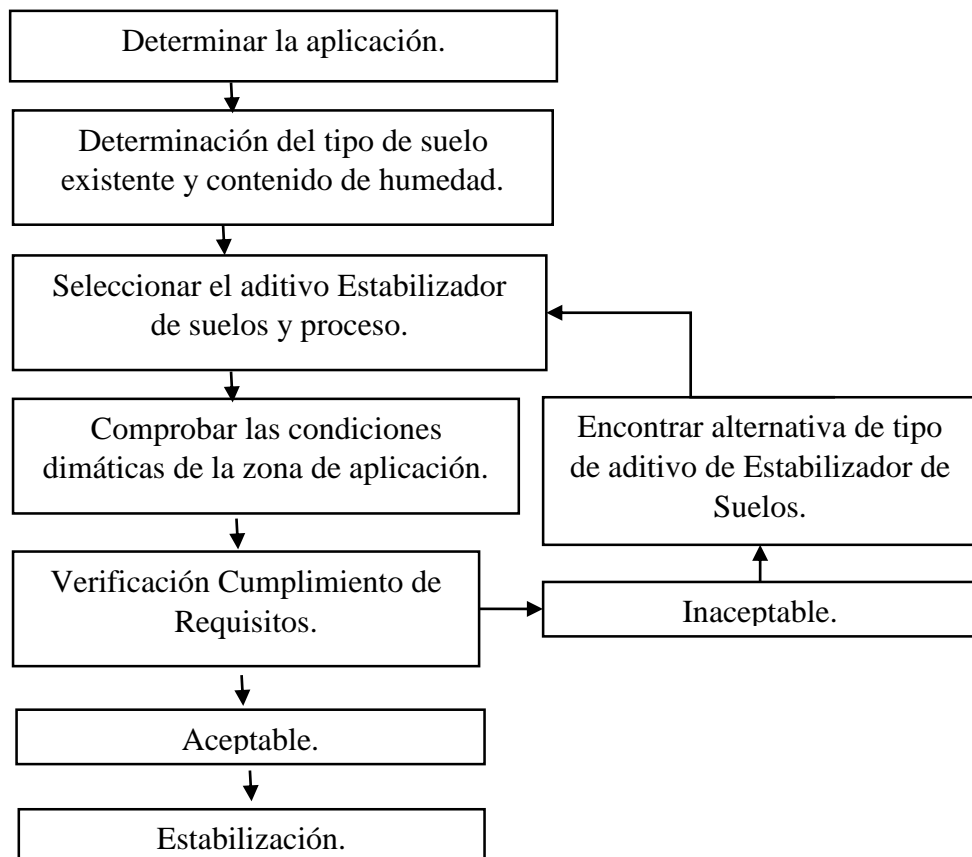 Determinar la aplicación.
Determinación del tipo de suelo
existente y contenido de humedad.
Seleccionar el aditivo Estabilizador
de suelos y proceso.
Comprobar las condiciones
dimáticas de la zona de aplicación.
Encontrar alternativa de tipo
de aditivo de Estabilizador de
Suelos.
Verificación Cumplimiento de
Requisitos.
Inaceptable.
Aceptable.
Estabilización.